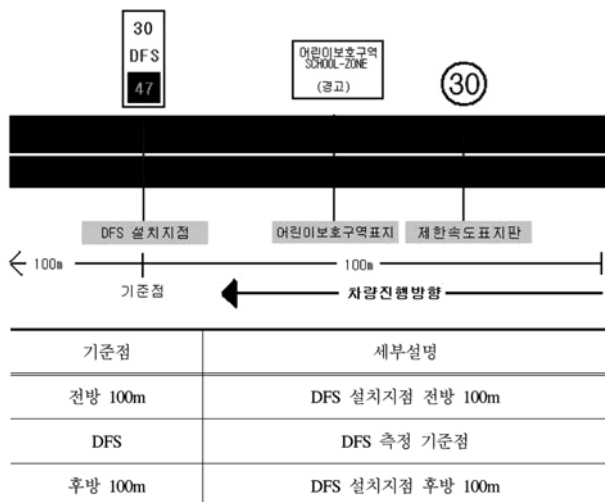 30
DFS
47
어린이보호구역
SCHOOL-ZONE
(경고)
30
DFS 설치지점
어린이보호구역표지
제한속도표지판
100m
100m
기준점
차량진행방향
기준점 세부설명
전방 100m DFS 설치지점 전방 100m
DFS DFS 측정 기준점
후방 100m DFS 설치지점 후방 100m